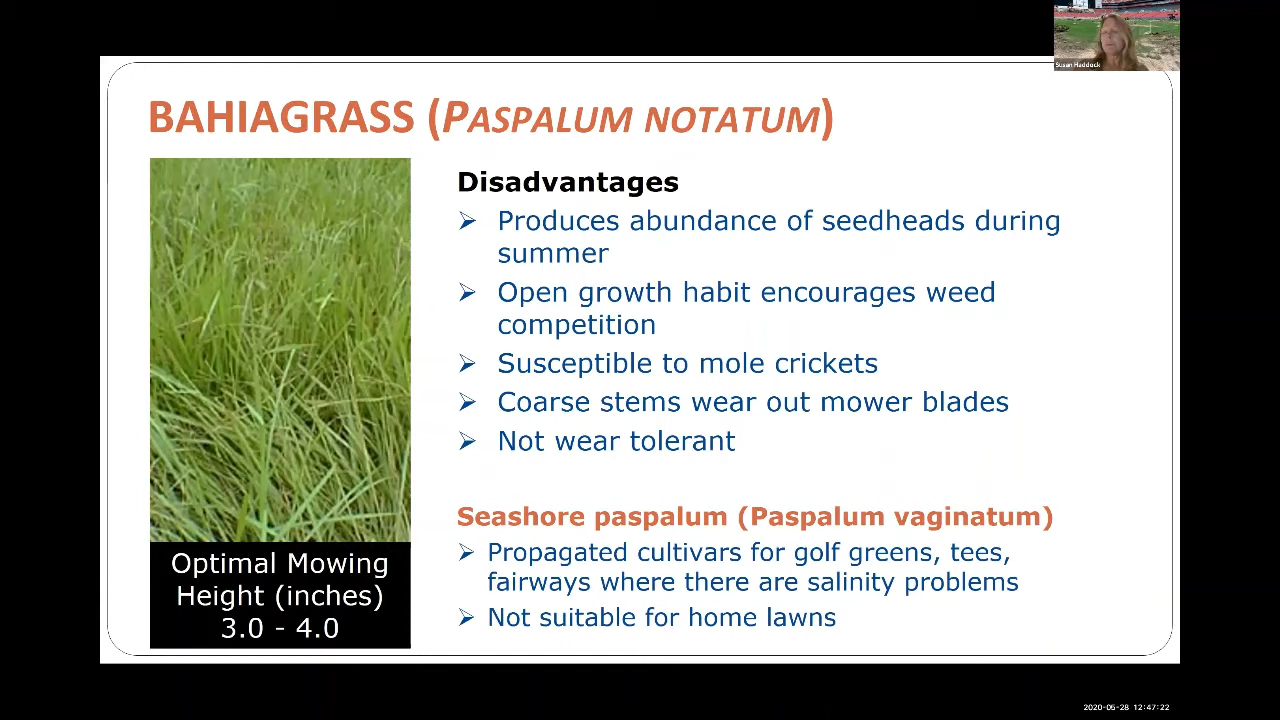 Susan Haddock
BAHIAGRASS (PASPALUM NOTATUM)
Disadvantages
Produces abundance of seedheads during
summer
Open growth habit encourages weed
competition
Susceptible to mole crickets
Coarse stems wear out mower blades
Not wear tolerant
Seashore paspalum (Paspalum vaginatum)
Propagated cultivars for golf greens, tees,
fairways where there are salinity problems
Not suitable for home lawns
Optimal Mowing
Height (inches)
3.0 - 4.0
2020-05-28 12:47:22